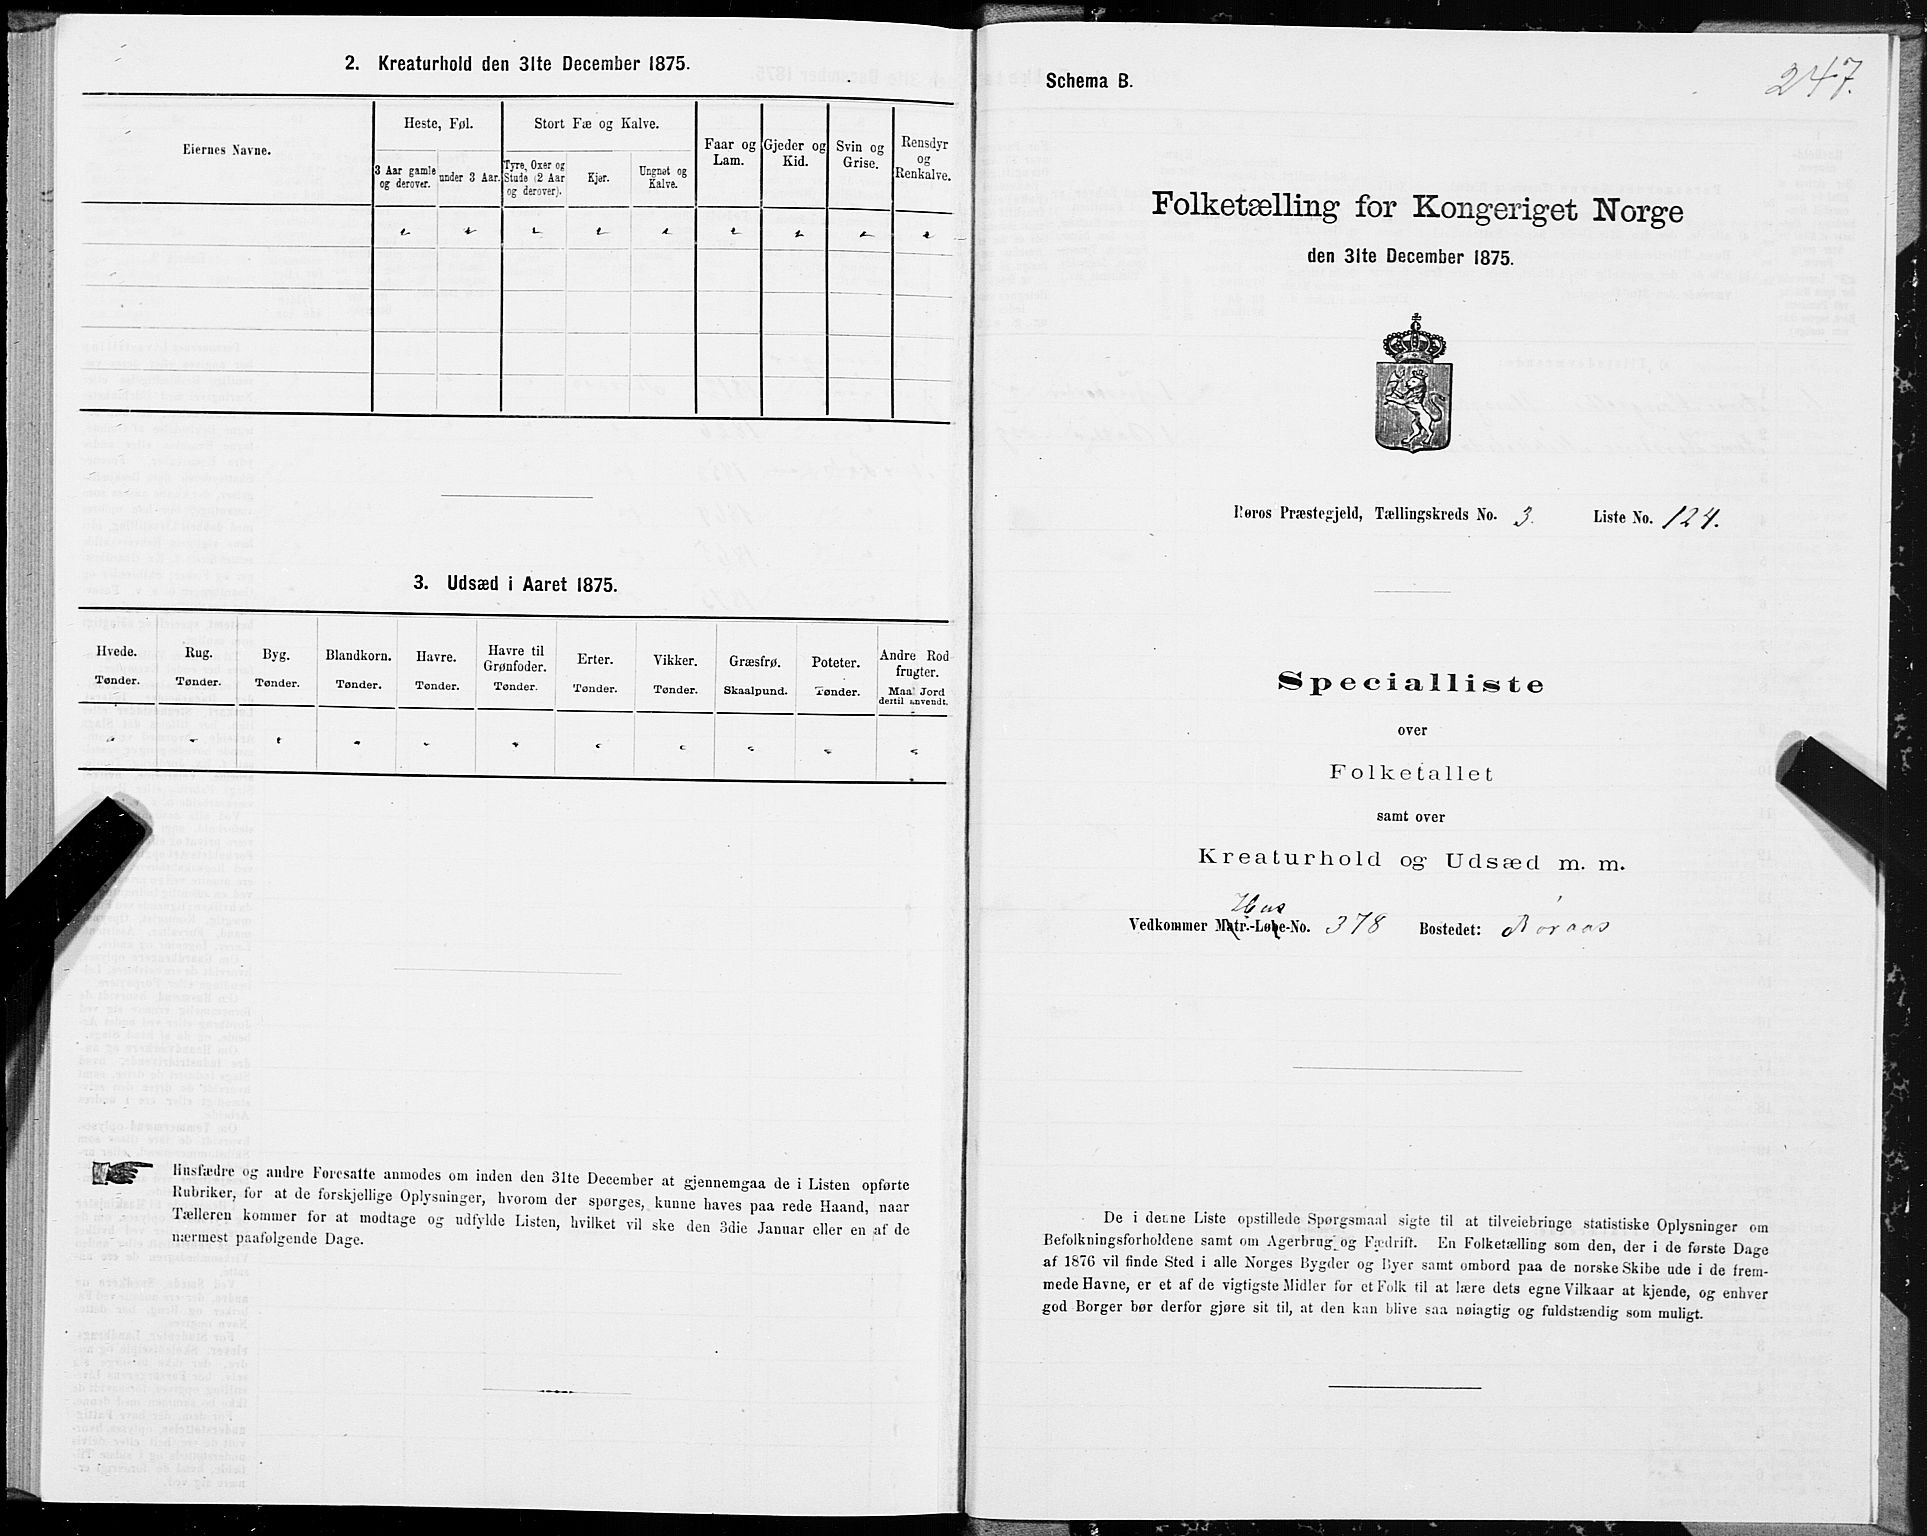 2. Kreaturhold den 31te December 1875.
Eiernes Navne.
Heste, Føl.
Stort Fæ og Kalve.
Faar og Lam.
Gjeder og Kid.
Svin og Grise.
Rensdyr og Renkalve.
3 Aar gamle og derover.
under 3 Aar.
Tyre, Oxer og Stude (2 Aar og derover).
Kjør.
Ungnøt og Kalve.
3. Udsæd i Aaret 1875.
Hvede. Tønder.
Rug. Tønder.
Byg. Tønder.
Blandkorn. Tønder.
Havre. Tønder.
Havre til Grønfoder. Tønder.
Erter. Tønder.
Vikker. Tønder.
Græsfrø. Skaalpund.
Poteter. Tønder.
Andre Rod frugter. Maal Jord dertil anvendt.
Husfædre og andre Foresatte anmodes om inden den 31te December at gjennemgaa de i Listen opførte
Rubriker, for at de forskjellige Oplysninger, hvorom der spørges, kunne haves paa rede Haand, naar
Tælleren kommer for at modtage og udfylde Listen, hvilket vil ske den 3die Januar eller en af de
nærmest paafølgende Dage.
247.
Schema B.
Folketælling for Kongeriget Norge
den 31te December 1875.
Røros Præstegjeld, Tællingskreds No. 3. Liste No. 124.
Specialliste
over
Folketallet
samt over
Kreaturhold og Udsæd m. m.
Hus
Vedkommer Matr.-Løbe-No. 378 Bostedet: Røraas
De i denne Liste opstillede Spørgsmaal sigte til at tilveiebringe statistiske Oplysninger om
Befolkningsforholdene samt om Agerbrug og Fædrift. En Folketælling som den, der i de første Dage
af 1876 vil finde Sted i alle Norges Bygder og Byer samt ombord paa de norske Skibe ude i de frem-
mede Havne, er et af de vigtigste Midler for et Folk til at lære dets egne Vilkaar at kjende, og enhver
god Borger bør derfor gjøre sit til, at den kan blive saa nøiagtig og fuldstændig som muligt.